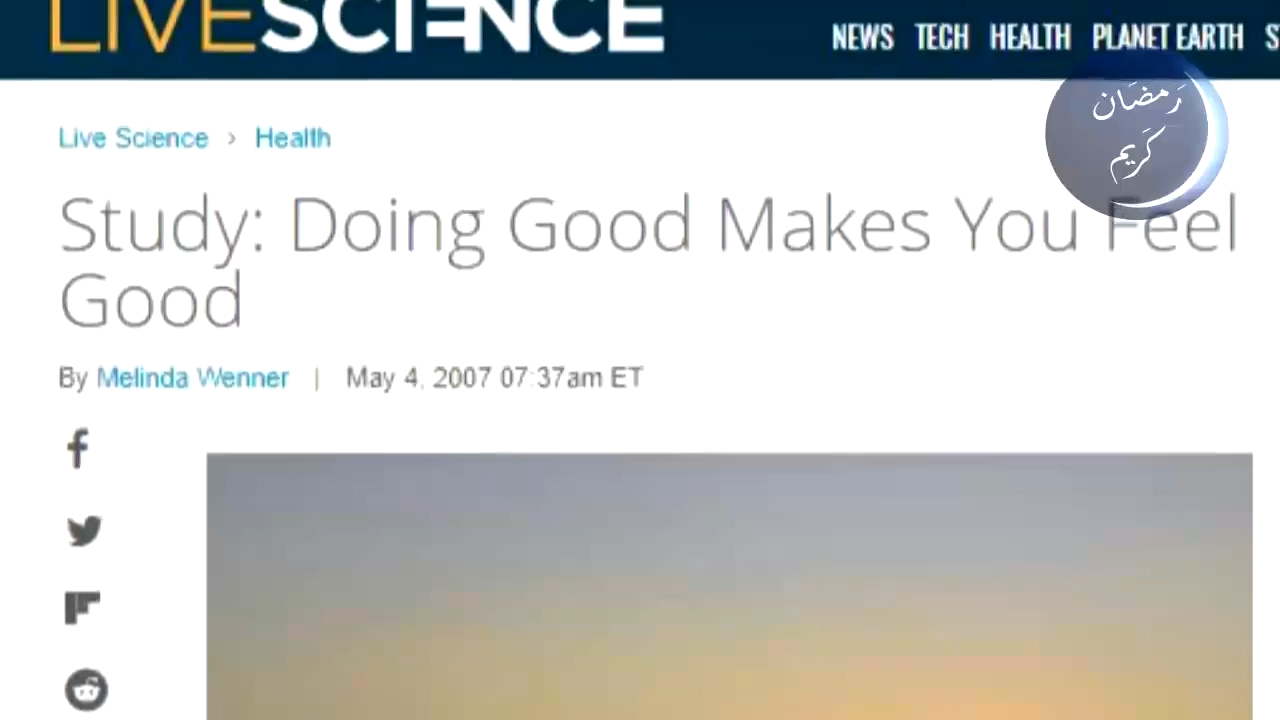 LIVESCIENCE
NEWS TECH HEALTH PLANET EARTH S
رَمضَان
كَريم
Live Science > Health
Study: Doing Good Makes You Feel
Good
By Melinda Wenner | May 4, 2007 07:37am ET